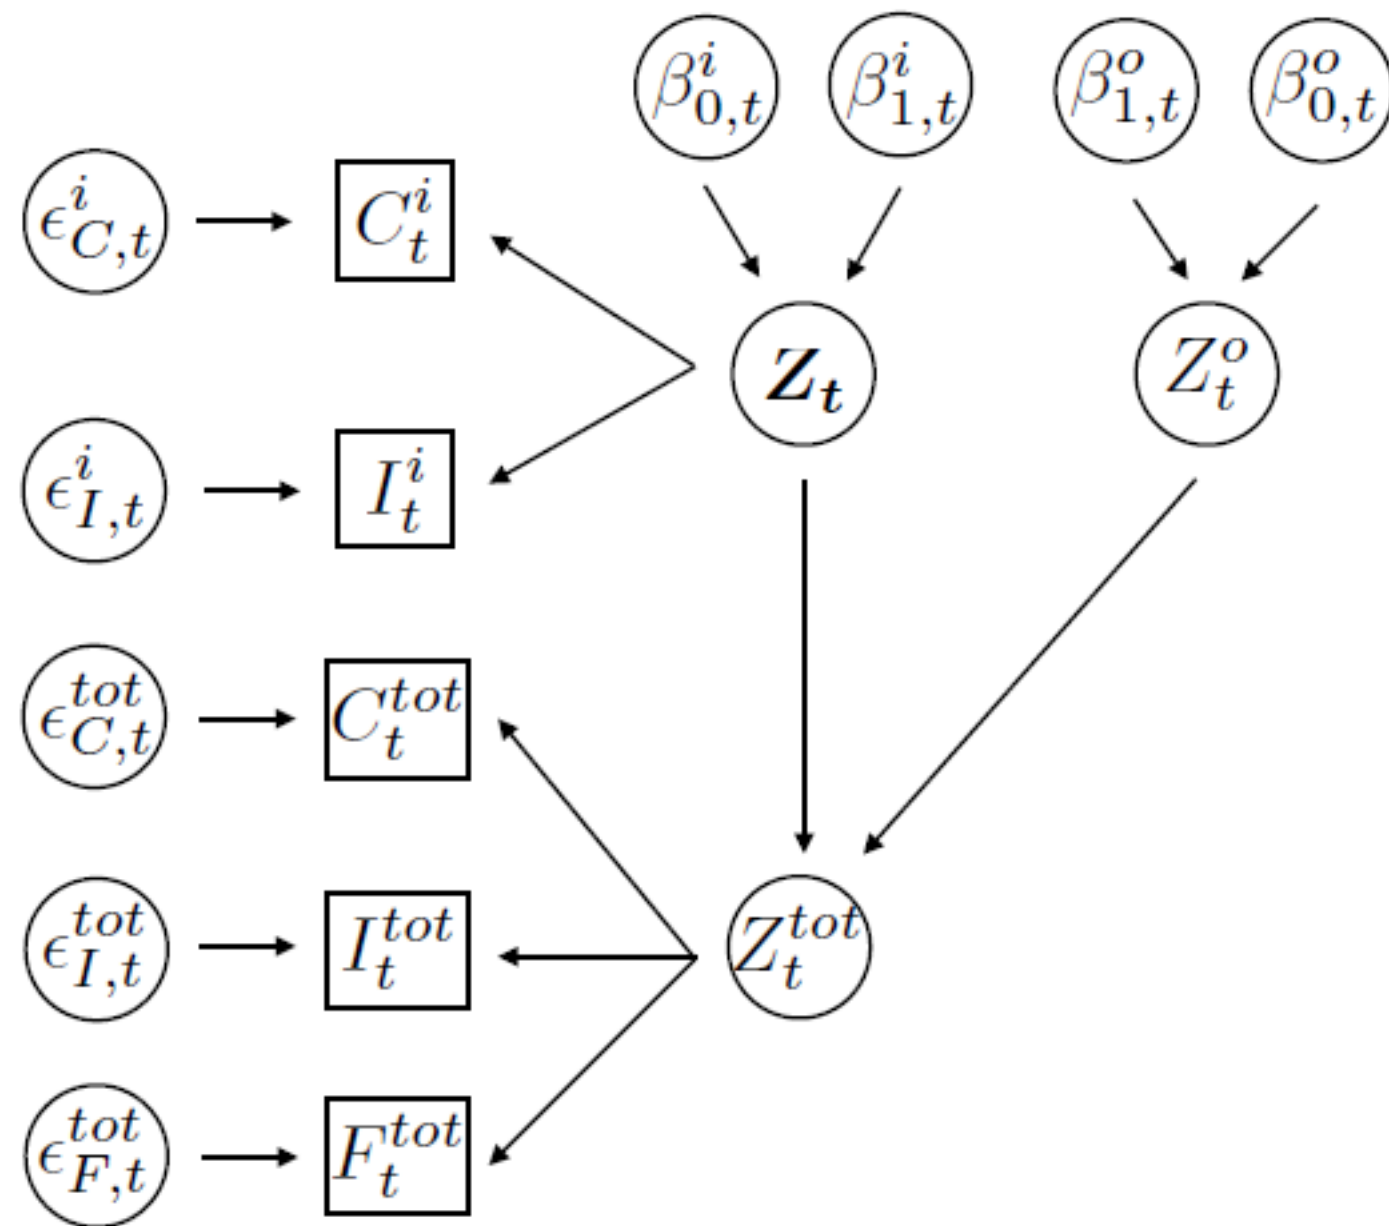 β^i_{0,t} β^i_{1,t} β^o_{1,t} β^o_{0,t}
ϵ^i_{C,t} C^i_t
Z_t Z^o_t
ϵ^i_{I,t} I^i_t
ϵ^{tot}_{C,t} C^{tot}_t
ϵ^{tot}_{I,t} I^{tot}_t Z^{tot}_t
ϵ^{tot}_{F,t} F^{tot}_t